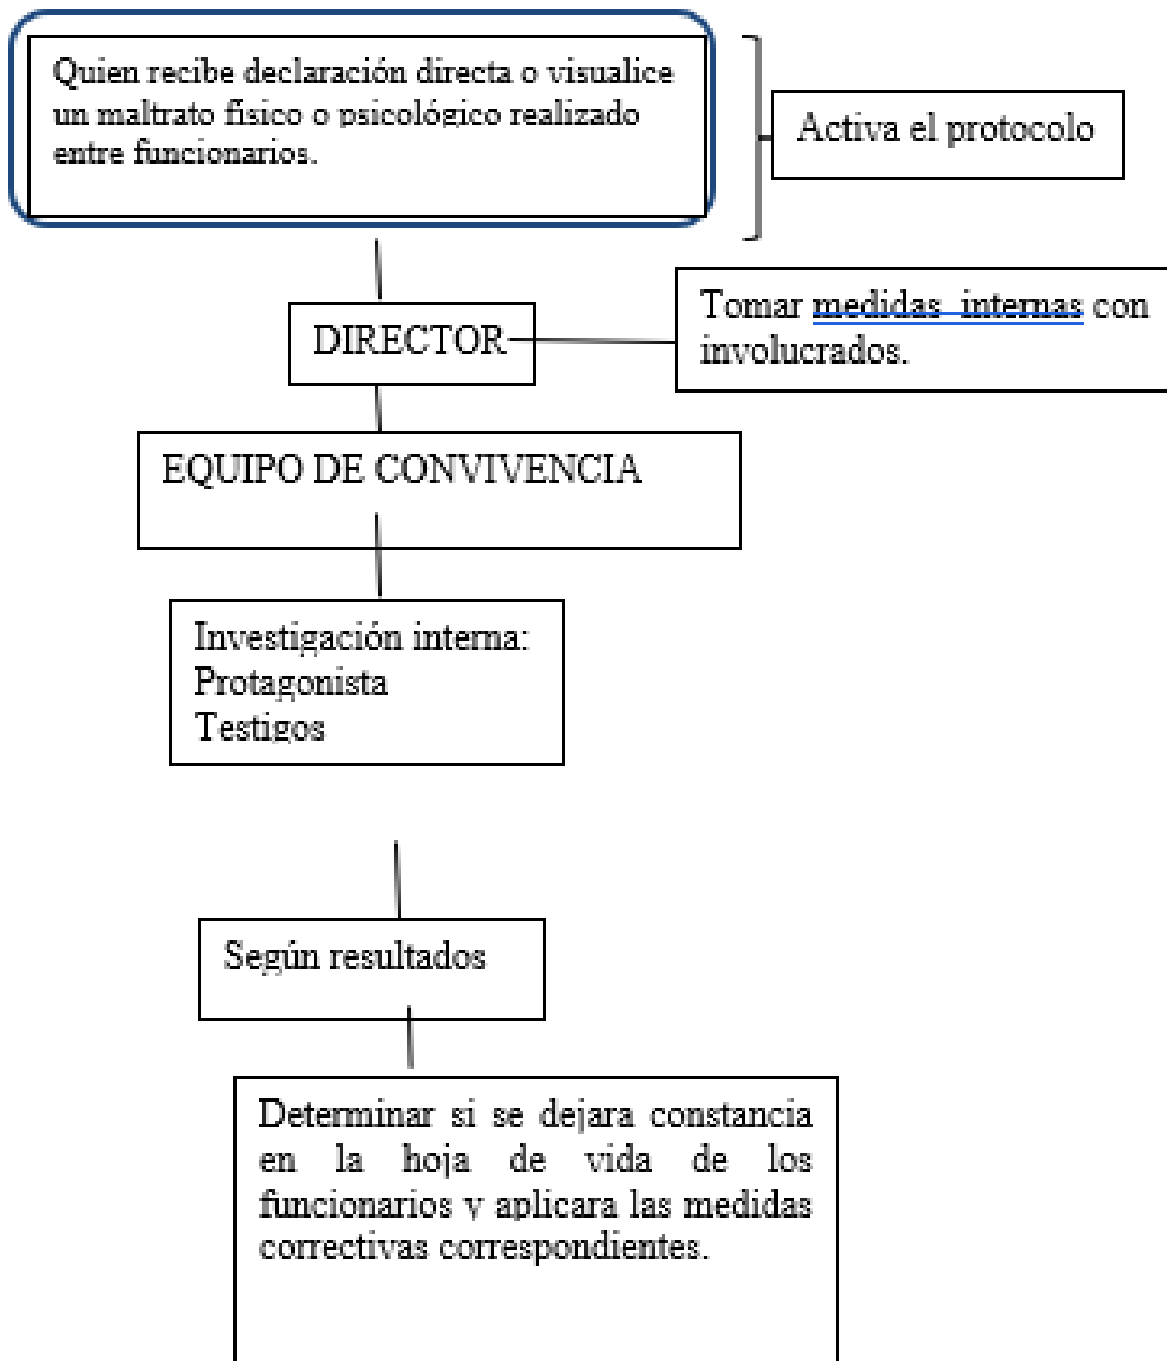 Quien recibe declaración directa o visualice
un maltrato físico o psicológico realizado
entre funcionarios.
Activa el protocolo
Tomar medidas internas con
involucrados.
DIRECTOR
EQUIPO DE CONVIVENCIA
Investigación interna:
Protagonista
Testigos
Según resultados
Determinar si se dejara constancia
en la hoja de vida de los
funcionarios y aplicara las medidas
correctivas correspondientes.